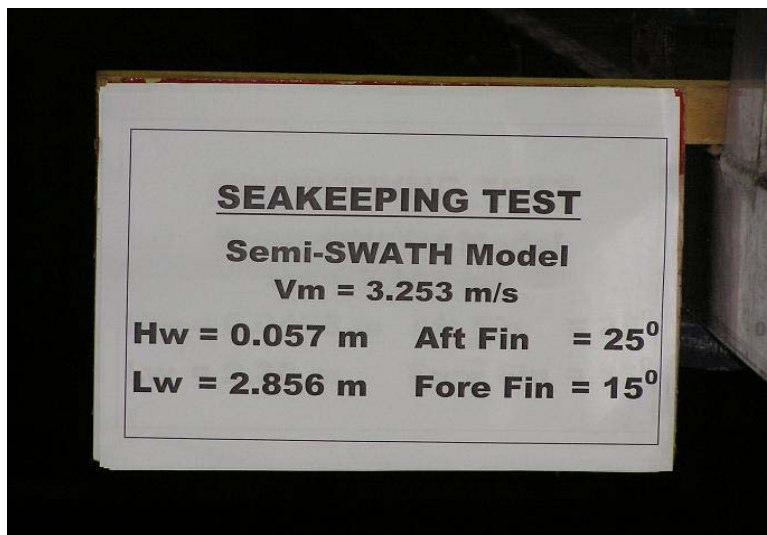 SEAKEEPING TEST
Semi-SWATH Model
Vm = 3.253 m/s
Hw = 0.057 m Aft Fin = 25⁰
Lw = 2.856 m Fore Fin = 15⁰